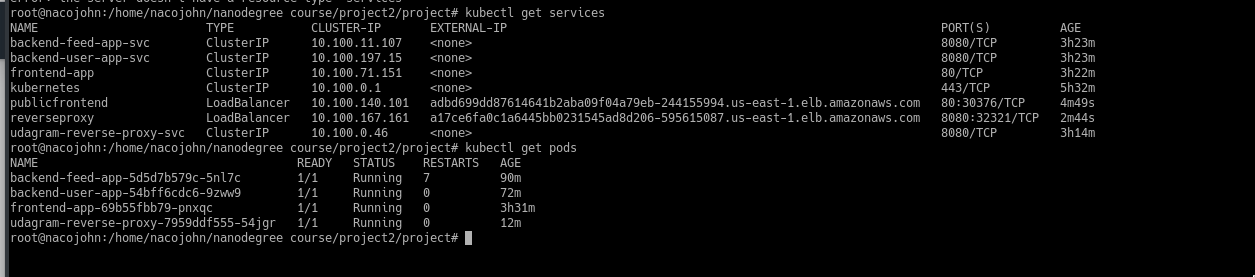 error: the server doesn't have a resource type "services"
root@nacojohn:/home/nacojohn/nanodegree course/project2/project# kubectl get services
NAME TYPE CLUSTER-IP EXTERNAL-IP PORT(S) AGE
backend-feed-app-svc ClusterIP 10.100.11.107 <none> 8080/TCP 3h23m
backend-user-app-svc ClusterIP 10.100.197.15 <none> 8080/TCP 3h23m
frontend-app ClusterIP 10.100.71.151 <none> 80/TCP 3h22m
kubernetes ClusterIP 10.100.0.1 <none> 443/TCP 5h32m
publicfrontend LoadBalancer 10.100.140.101 adbd699dd87614641b2aba09f04a79eb-244155994.us-east-1.elb.amazonaws.com 80:30376/TCP 4m49s
reverseproxy LoadBalancer 10.100.167.161 a17ce6fa0c1a6445bb0231545ad8d206-595615087.us-east-1.elb.amazonaws.com 8080:32321/TCP 2m44s
udagram-reverse-proxy-svc ClusterIP 10.100.0.46 <none> 8080/TCP 3h14m
root@nacojohn:/home/nacojohn/nanodegree course/project2/project# kubectl get pods
NAME READY STATUS RESTARTS AGE
backend-feed-app-5d5d7b579c-5nl7c 1/1 Running 7 90m
backend-user-app-54bff6cdc6-9zww9 1/1 Running 0 72m
frontend-app-69b55fbb79-pnxqc 1/1 Running 0 3h31m
udagram-reverse-proxy-7959ddf555-54jgr 1/1 Running 0 12m
root@nacojohn:/home/nacojohn/nanodegree course/project2/project#